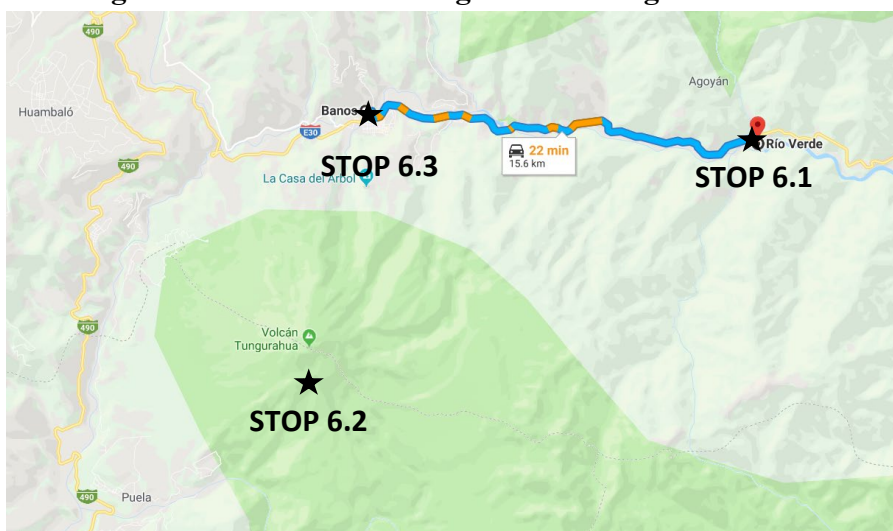 490
Agoyán
Huambaló
Banos
E30
Río Verde
22 min
15.6 km
STOP 6.3
490
La Casa del Árbol
STOP 6.1
490
Volcán
Tungurahua
STOP 6.2
490
Puela